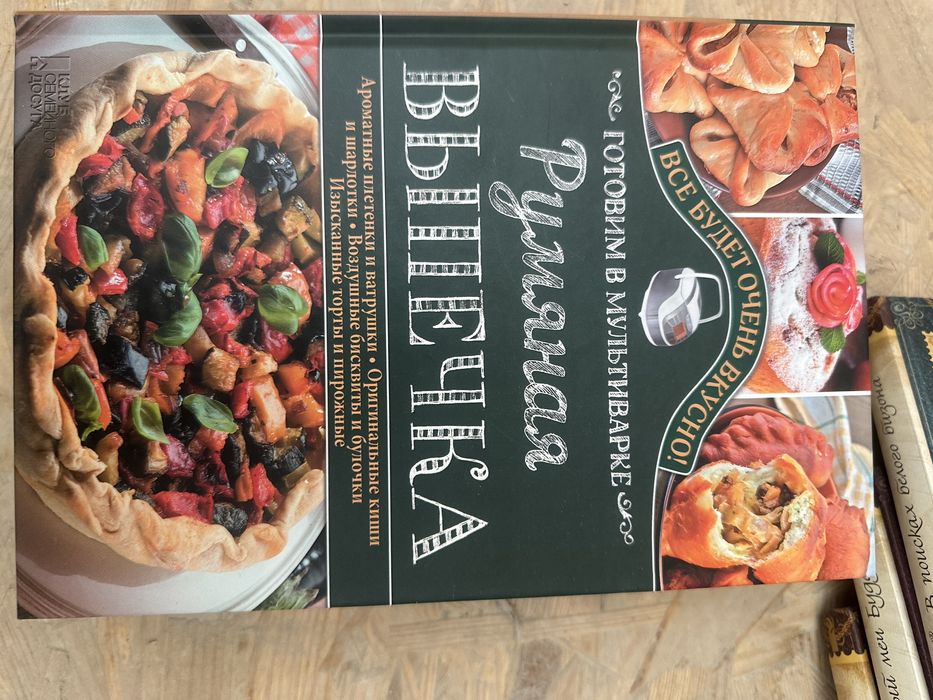 ВСЕ БУДЕТ ОЧЕНЬ ВКУСНО!
ГОТОВИМ В МУЛЬТИВАРКЕ
Румяная
ВЫПЕЧКА
Ароматные плетенки и ватрушки • Оригинальные киши
и шарлотки • Воздушные бисквиты и булочки
Изысканные торты и пирожные
КЛУБ
СЕМЕЙНОГО
ДОСУГА
В поисках белого бизона